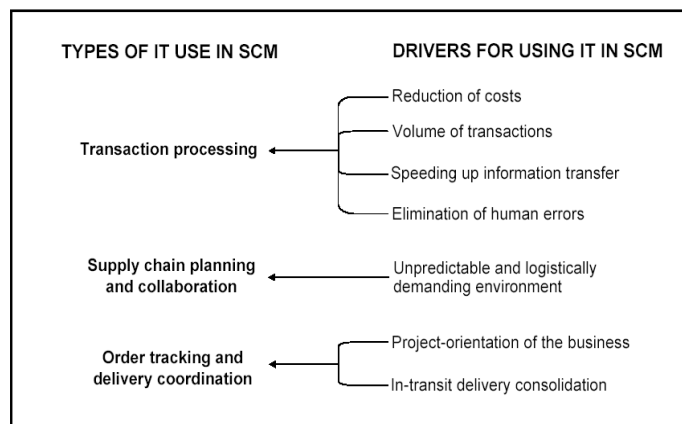 TYPES OF IT USE IN SCM
DRIVERS FOR USING IT IN SCM
Transaction processing
Reduction of costs
Volume of transactions
Speeding up information transfer
Elimination of human errors
Supply chain planning
and collaboration
Unpredictable and logistically
demanding environment
Order tracking and
delivery coordination
Project-orientation of the business
In-transit delivery consolidation